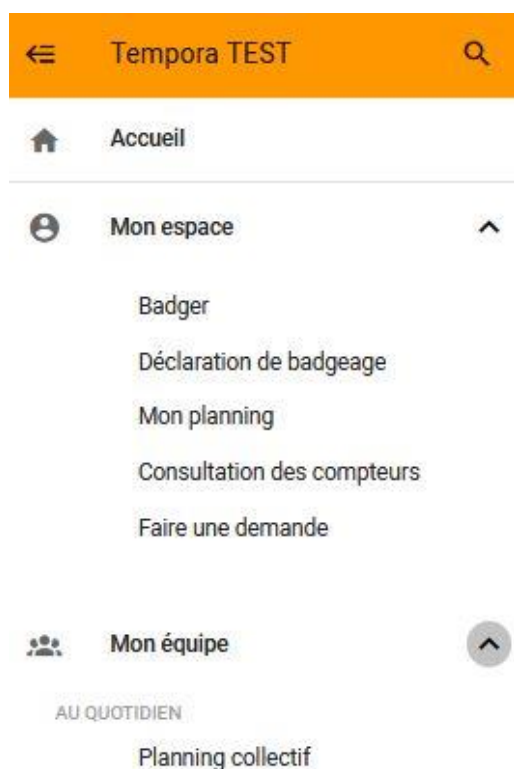 Tempora TEST
Accueil
Mon espace
Badger
Déclaration de badgeage
Mon planning
Consultation des compteurs
Faire une demande
Mon équipe
AU QUOTIDIEN
Planning collectif